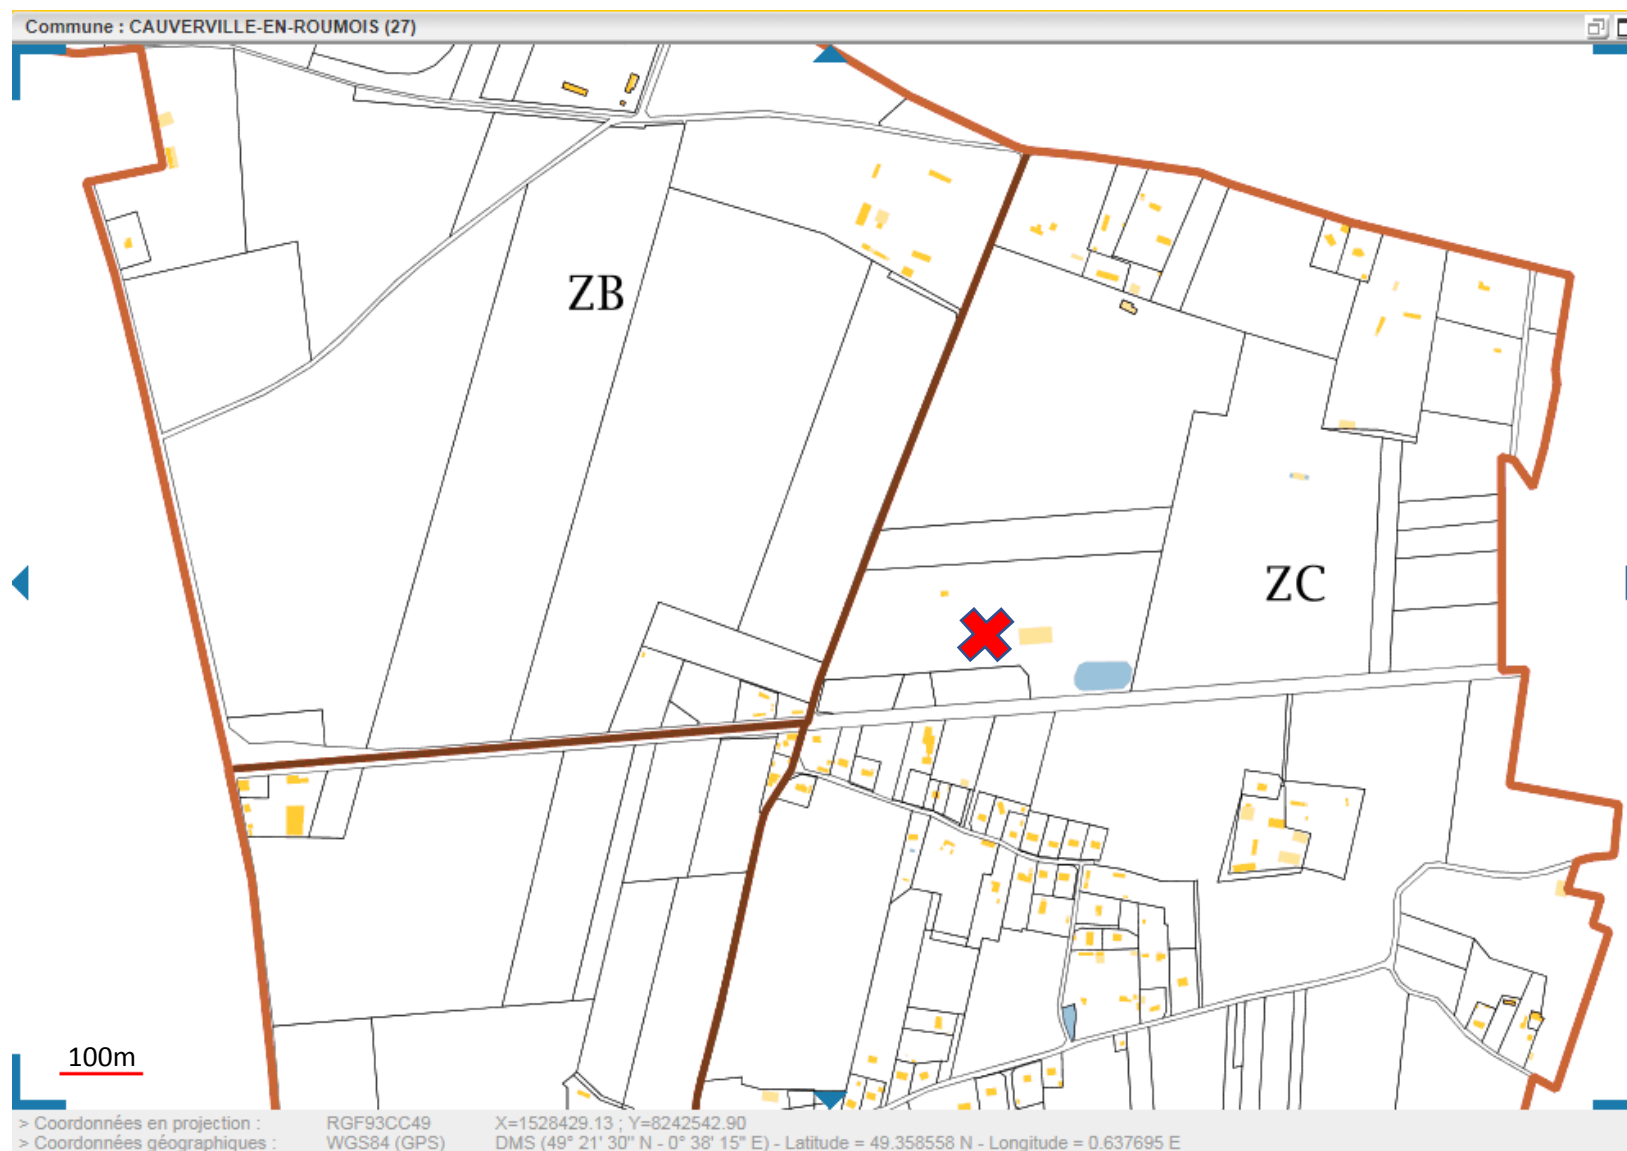 Commune : CAUVERVILLE-EN-ROUMOIS (27)
ZB
ZC
100m
> Coordonnées en projection : RGF93CC49 X=1528429.13 ; Y=8242542.90
> Coordonnées géographiques : WGS84 (GPS) DMS (49° 21' 30" N - 0° 38' 15" E) - Latitude = 49.358558 N - Longitude = 0.637695 E